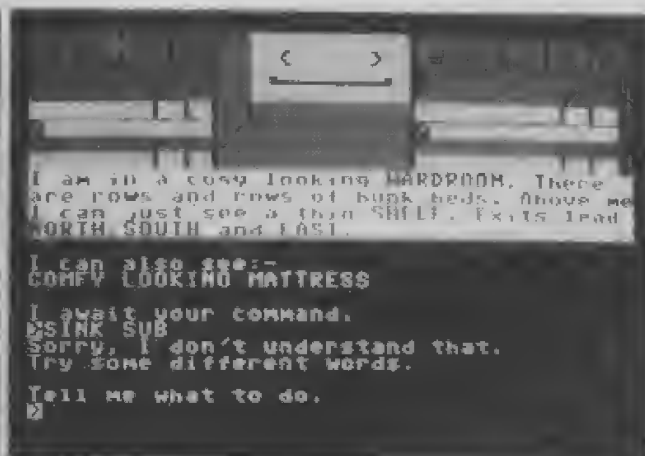 I am in a cosy looking WARDROOM. There
are rows and rows of bunk beds. Above me
I can just see a thin SHELF. Exits lead
NORTH SOUTH and EAST.
I can also see:-
COMFY LOOKING MATTRESS
I await your command.
>SINK SUB
Sorry, I don't understand that.
Try some different words.
Tell me what to do.
>